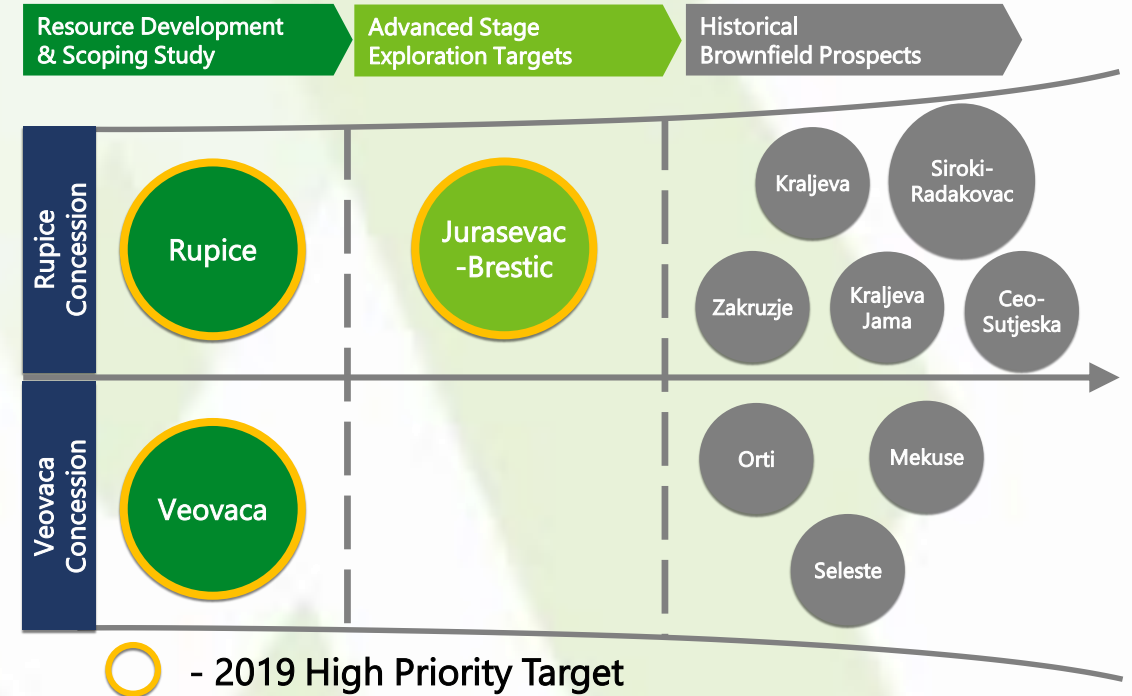 Resource Development
& Scoping Study
Advanced Stage
Exploration Targets
Historical
Brownfield Prospects
Rupice
Concession
Rupice
Jurasevac
-Brestic
Kraljeva
Siroki-
Radakovac
Zakruzje
Kraljeva
Jama
Ceo-
Sutjeska
Veovaca
Concession
Veovaca
Orti
Mekuse
Seleste
- 2019 High Priority Target